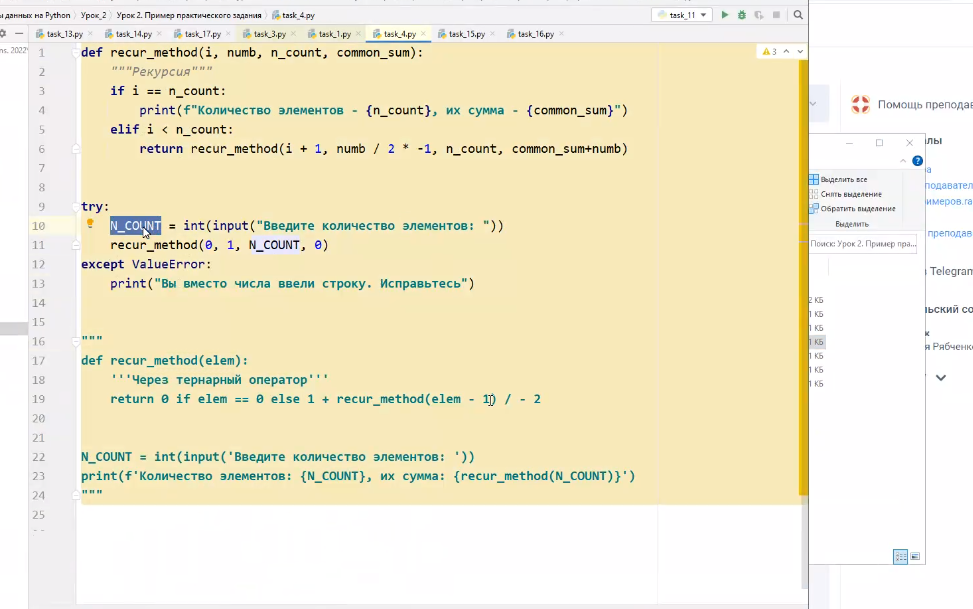 ы данных на Python
Урок_2
Урок 2. Пример практического задания
task_4.py
task_11
task_13.py
task_14.py
task_17.py
task_3.py
task_1.py
task_4.py
task_15.py
task_16.py
3
1 def recur_method(i, numb, n_count, common_sum):
2 """Рекурсия"""
3 if i == n_count:
4 print(f"Количество элементов - {n_count}, их сумма - {common_sum}")
5 elif i < n_count:
6 return recur_method(i + 1, numb / 2 * -1, n_count, common_sum+numb)
7
8
9 try:
10 N_COUNT = int(input("Введите количество элементов: "))
11 recur_method(0, 1, N_COUNT, 0)
12 except ValueError:
13 print("Вы вместо числа ввели строку. Исправьтесь")
14
15
16 """
17 def recur_method(elem):
18 '''Через тернарный оператор'''
19 return 0 if elem == 0 else 1 + recur_method(elem - 1) / - 2
20
21
22 N_COUNT = int(input('Введите количество элементов: '))
23 print(f'Количество элементов: {N_COUNT}, их сумма: {recur_method(N_COUNT)}')
24 """
25
ns, 2022
Помощь преподав
алы
а
подавател
римеров.ra
преподав
Telegram
льский со
к
Рябченко
Выделить все
Снять выделение
Обратить выделение
Выделить
Поиск: Урок 2. Пример пра...
2 КБ
1 КБ
1 КБ
1 КБ
1 КБ
1 КБ
1 КБ